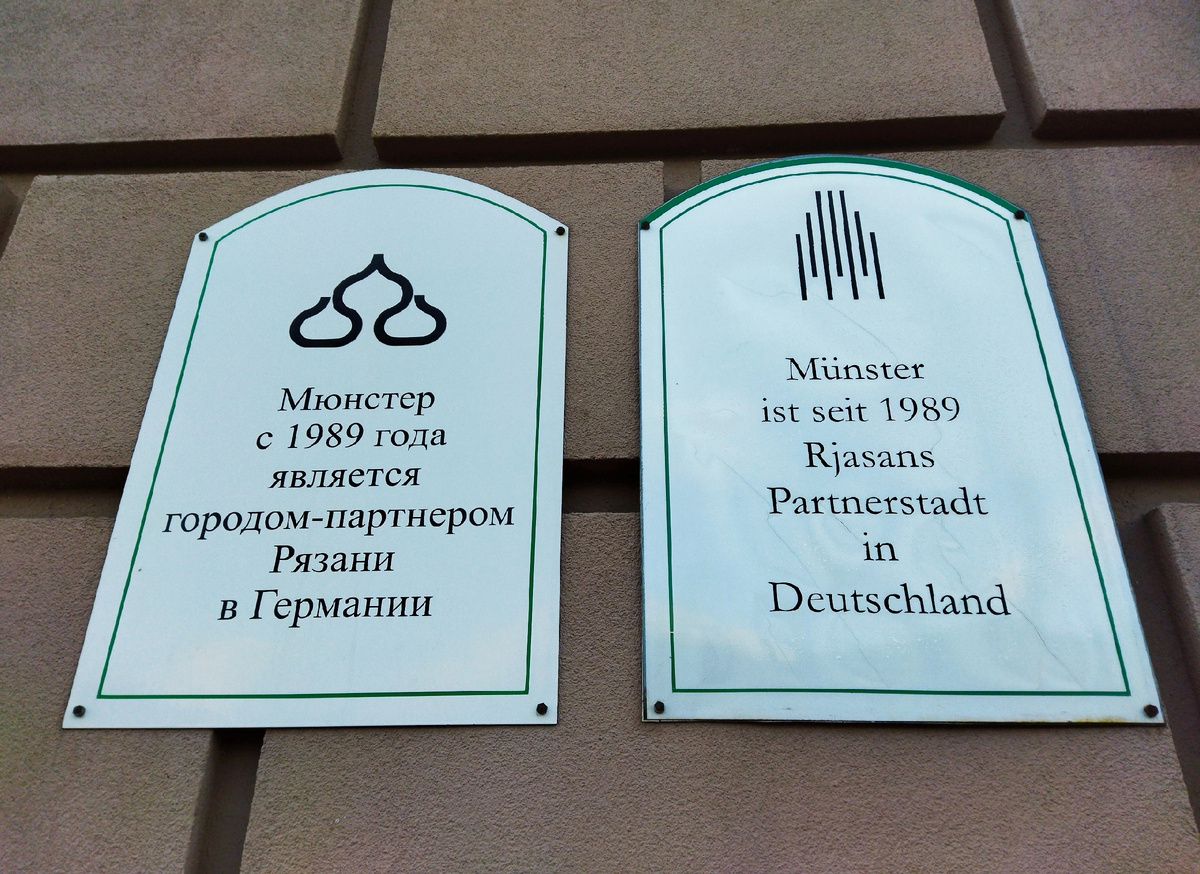 Мюнстер
с 1989 года
является
городом-партнером
Рязани
в Германии
Münster
ist seit 1989
Rjasans
Partnerstadt
in
Deutschland